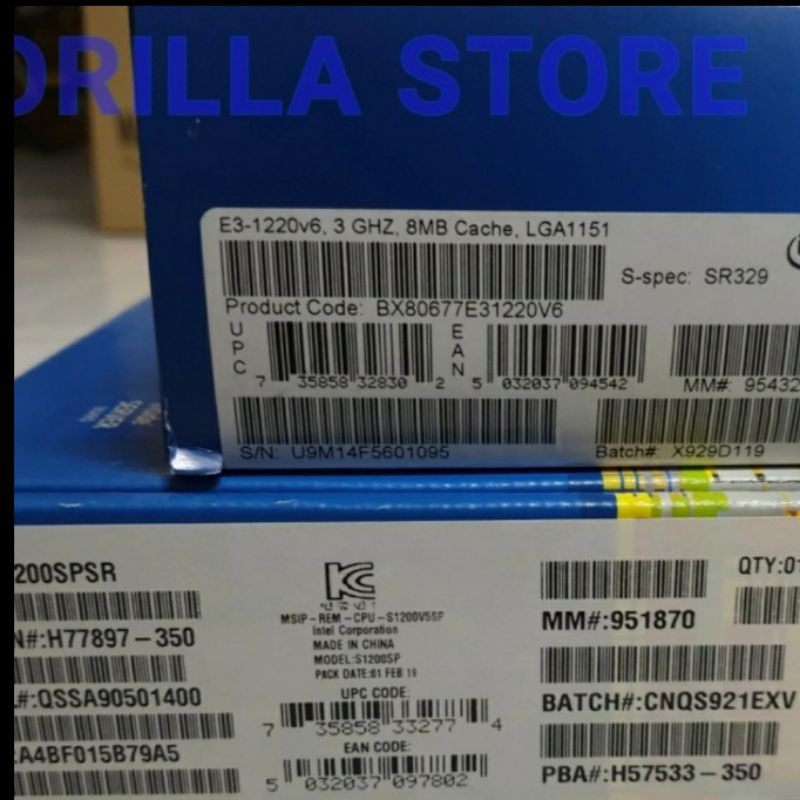 ORILLA STORE
E3-1220v6, 3 GHZ, 8MB Cache, LGA1151
S-spec: SR329
Product Code: BX80677E31220V6
UPC
7 35858 32830 2
EAN
5 032037 094542
MM#: 95432
S/N: U9M14F5601095
Batch#: X929D119
200SPSR
N#:H77897-350
#:QSSA90501400
:A4BF015B79A5
MSIP-REM-CPU-S1200V5SP
Intel Corporation
MADE IN CHINA
MODEL:S1200SP
PACK DATE:01 FEB 19
UPC CODE:
7 35858 33277 4
EAN CODE:
5 032037 097802
QTY:01
MM#:951870
BATCH#:CNQS921EXV
PBA#:H57533-350